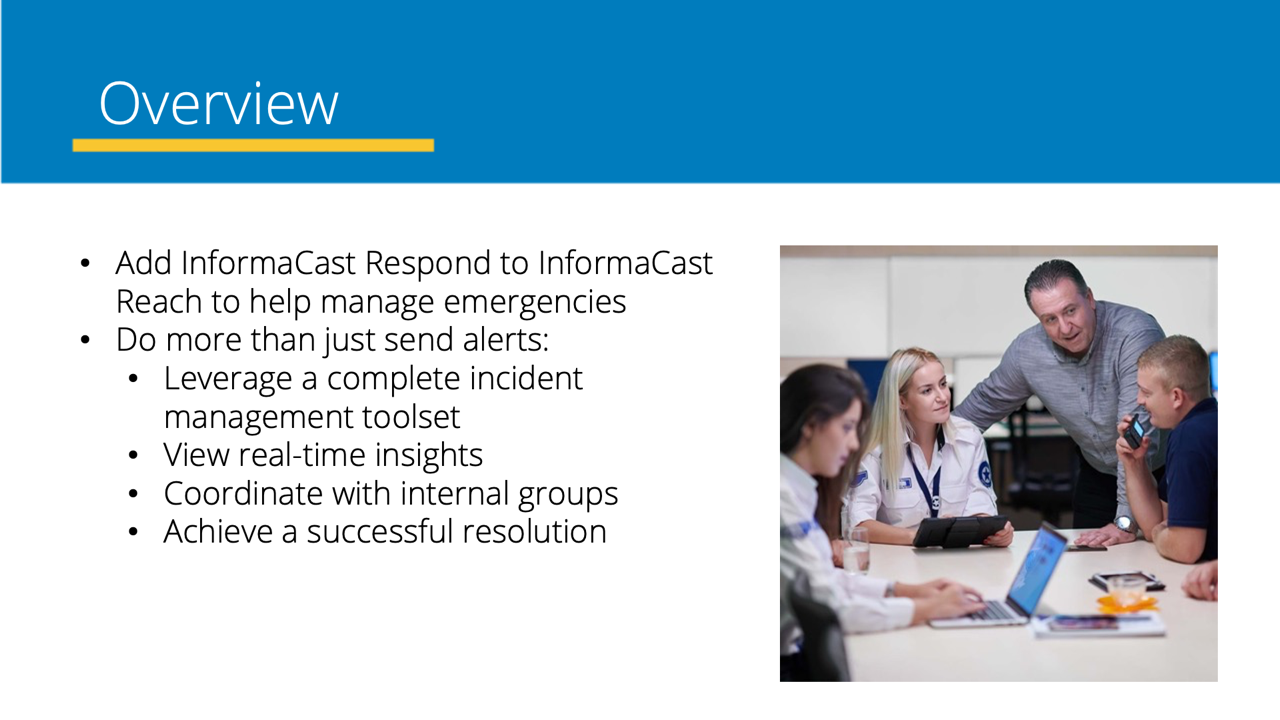 Overview
• Add InformaCast Respond to InformaCast
Reach to help manage emergencies
• Do more than just send alerts:
• Leverage a complete incident
management toolset
• View real-time insights
• Coordinate with internal groups
• Achieve a successful resolution